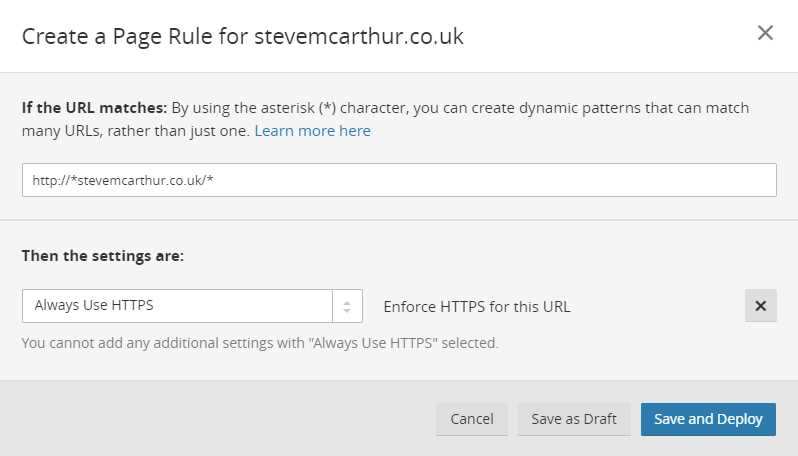 Create a Page Rule for stevemcarthur.co.uk
If the URL matches: By using the asterisk (*) character, you can create dynamic patterns that can match
many URLs, rather than just one. Learn more here
http://*stevemcarthur.co.uk/*
Then the settings are:
Always Use HTTPS Enforce HTTPS for this URL
You cannot add any additional settings with "Always Use HTTPS" selected.
Cancel Save as Draft Save and Deploy